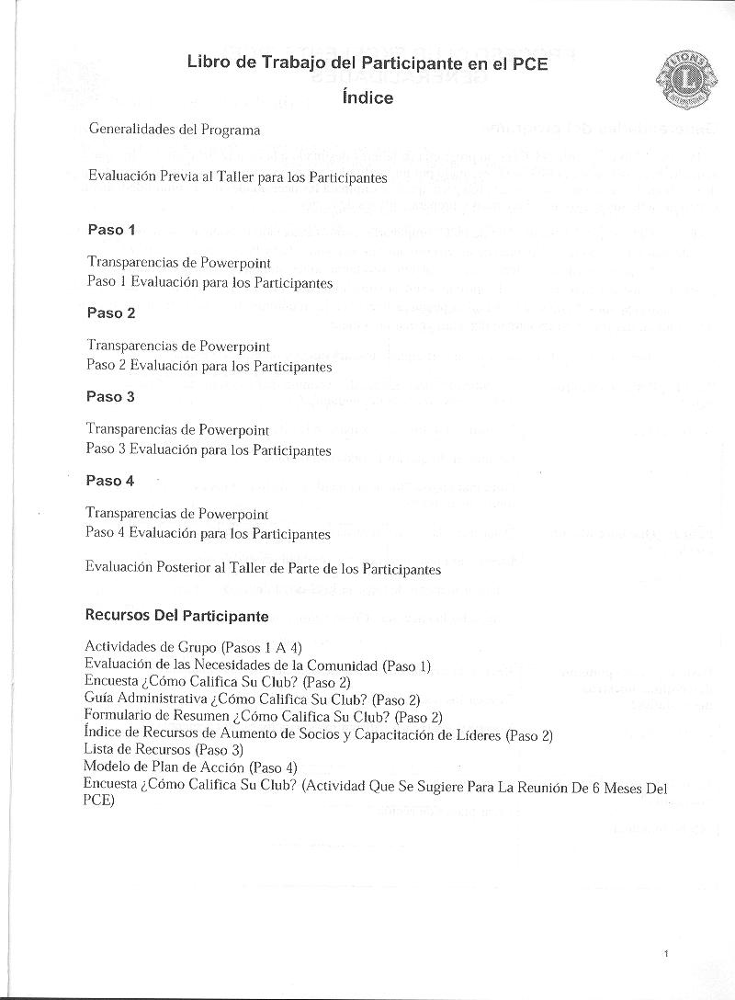 Libro de Trabajo del Participante en el PCE
Índice
LIONS
L
INTERNATIONAL
Generalidades del Programa
Evaluación Previa al Taller para los Participantes
Paso 1
Transparencias de Powerpoint
Paso 1 Evaluación para los Participantes
Paso 2
Transparencias de Powerpoint
Paso 2 Evaluación para los Participantes
Paso 3
Transparencias de Powerpoint
Paso 3 Evaluación para los Participantes
Paso 4
Transparencias de Powerpoint
Paso 4 Evaluación para los Participantes
Evaluación Posterior al Taller de Parte de los Participantes
Recursos Del Participante
Actividades de Grupo (Pasos 1 A 4)
Evaluación de las Necesidades de la Comunidad (Paso 1)
Encuesta ¿Cómo Califica Su Club? (Paso 2)
Guía Administrativa ¿Cómo Califica Su Club? (Paso 2)
Formulario de Resumen ¿Cómo Califica Su Club? (Paso 2)
Índice de Recursos de Aumento de Socios y Capacitación de Líderes (Paso 2)
Lista de Recursos (Paso 3)
Modelo de Plan de Acción (Paso 4)
Encuesta ¿Cómo Califica Su Club? (Actividad Que Se Sugiere Para La Reunión De 6 Meses Del
PCE)
1